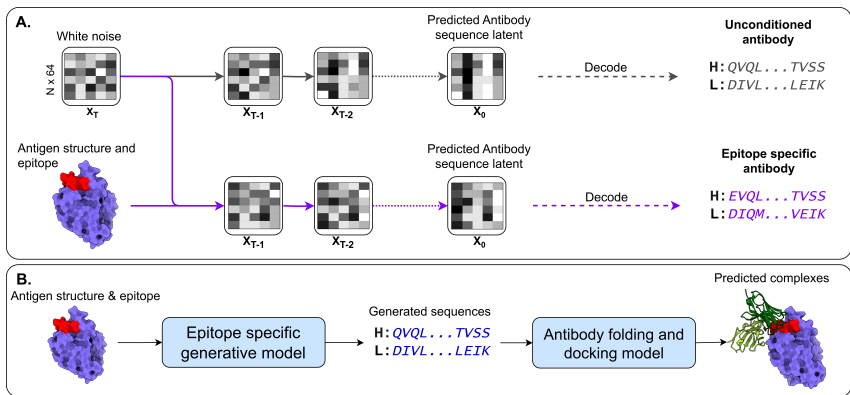 A.
White noise
N x 64
X_T
X_T-1
X_T-2
Predicted Antibody
sequence latent
X_0
Decode
Unconditioned
antibody
H:QVQL...TVSS
L:DIVL...LEIK
Antigen structure and
epitope
X_T-1
X_T-2
Predicted Antibody
sequence latent
X_0
Decode
Epitope specific
antibody
H:EVQL...TVSS
L:DIQM...VEIK
B.
Antigen structure & epitope
Epitope specific
generative model
Generated sequences
H:QVQL...TVSS
L:DIVL...LEIK
Antibody folding and
docking model
Predicted complexes